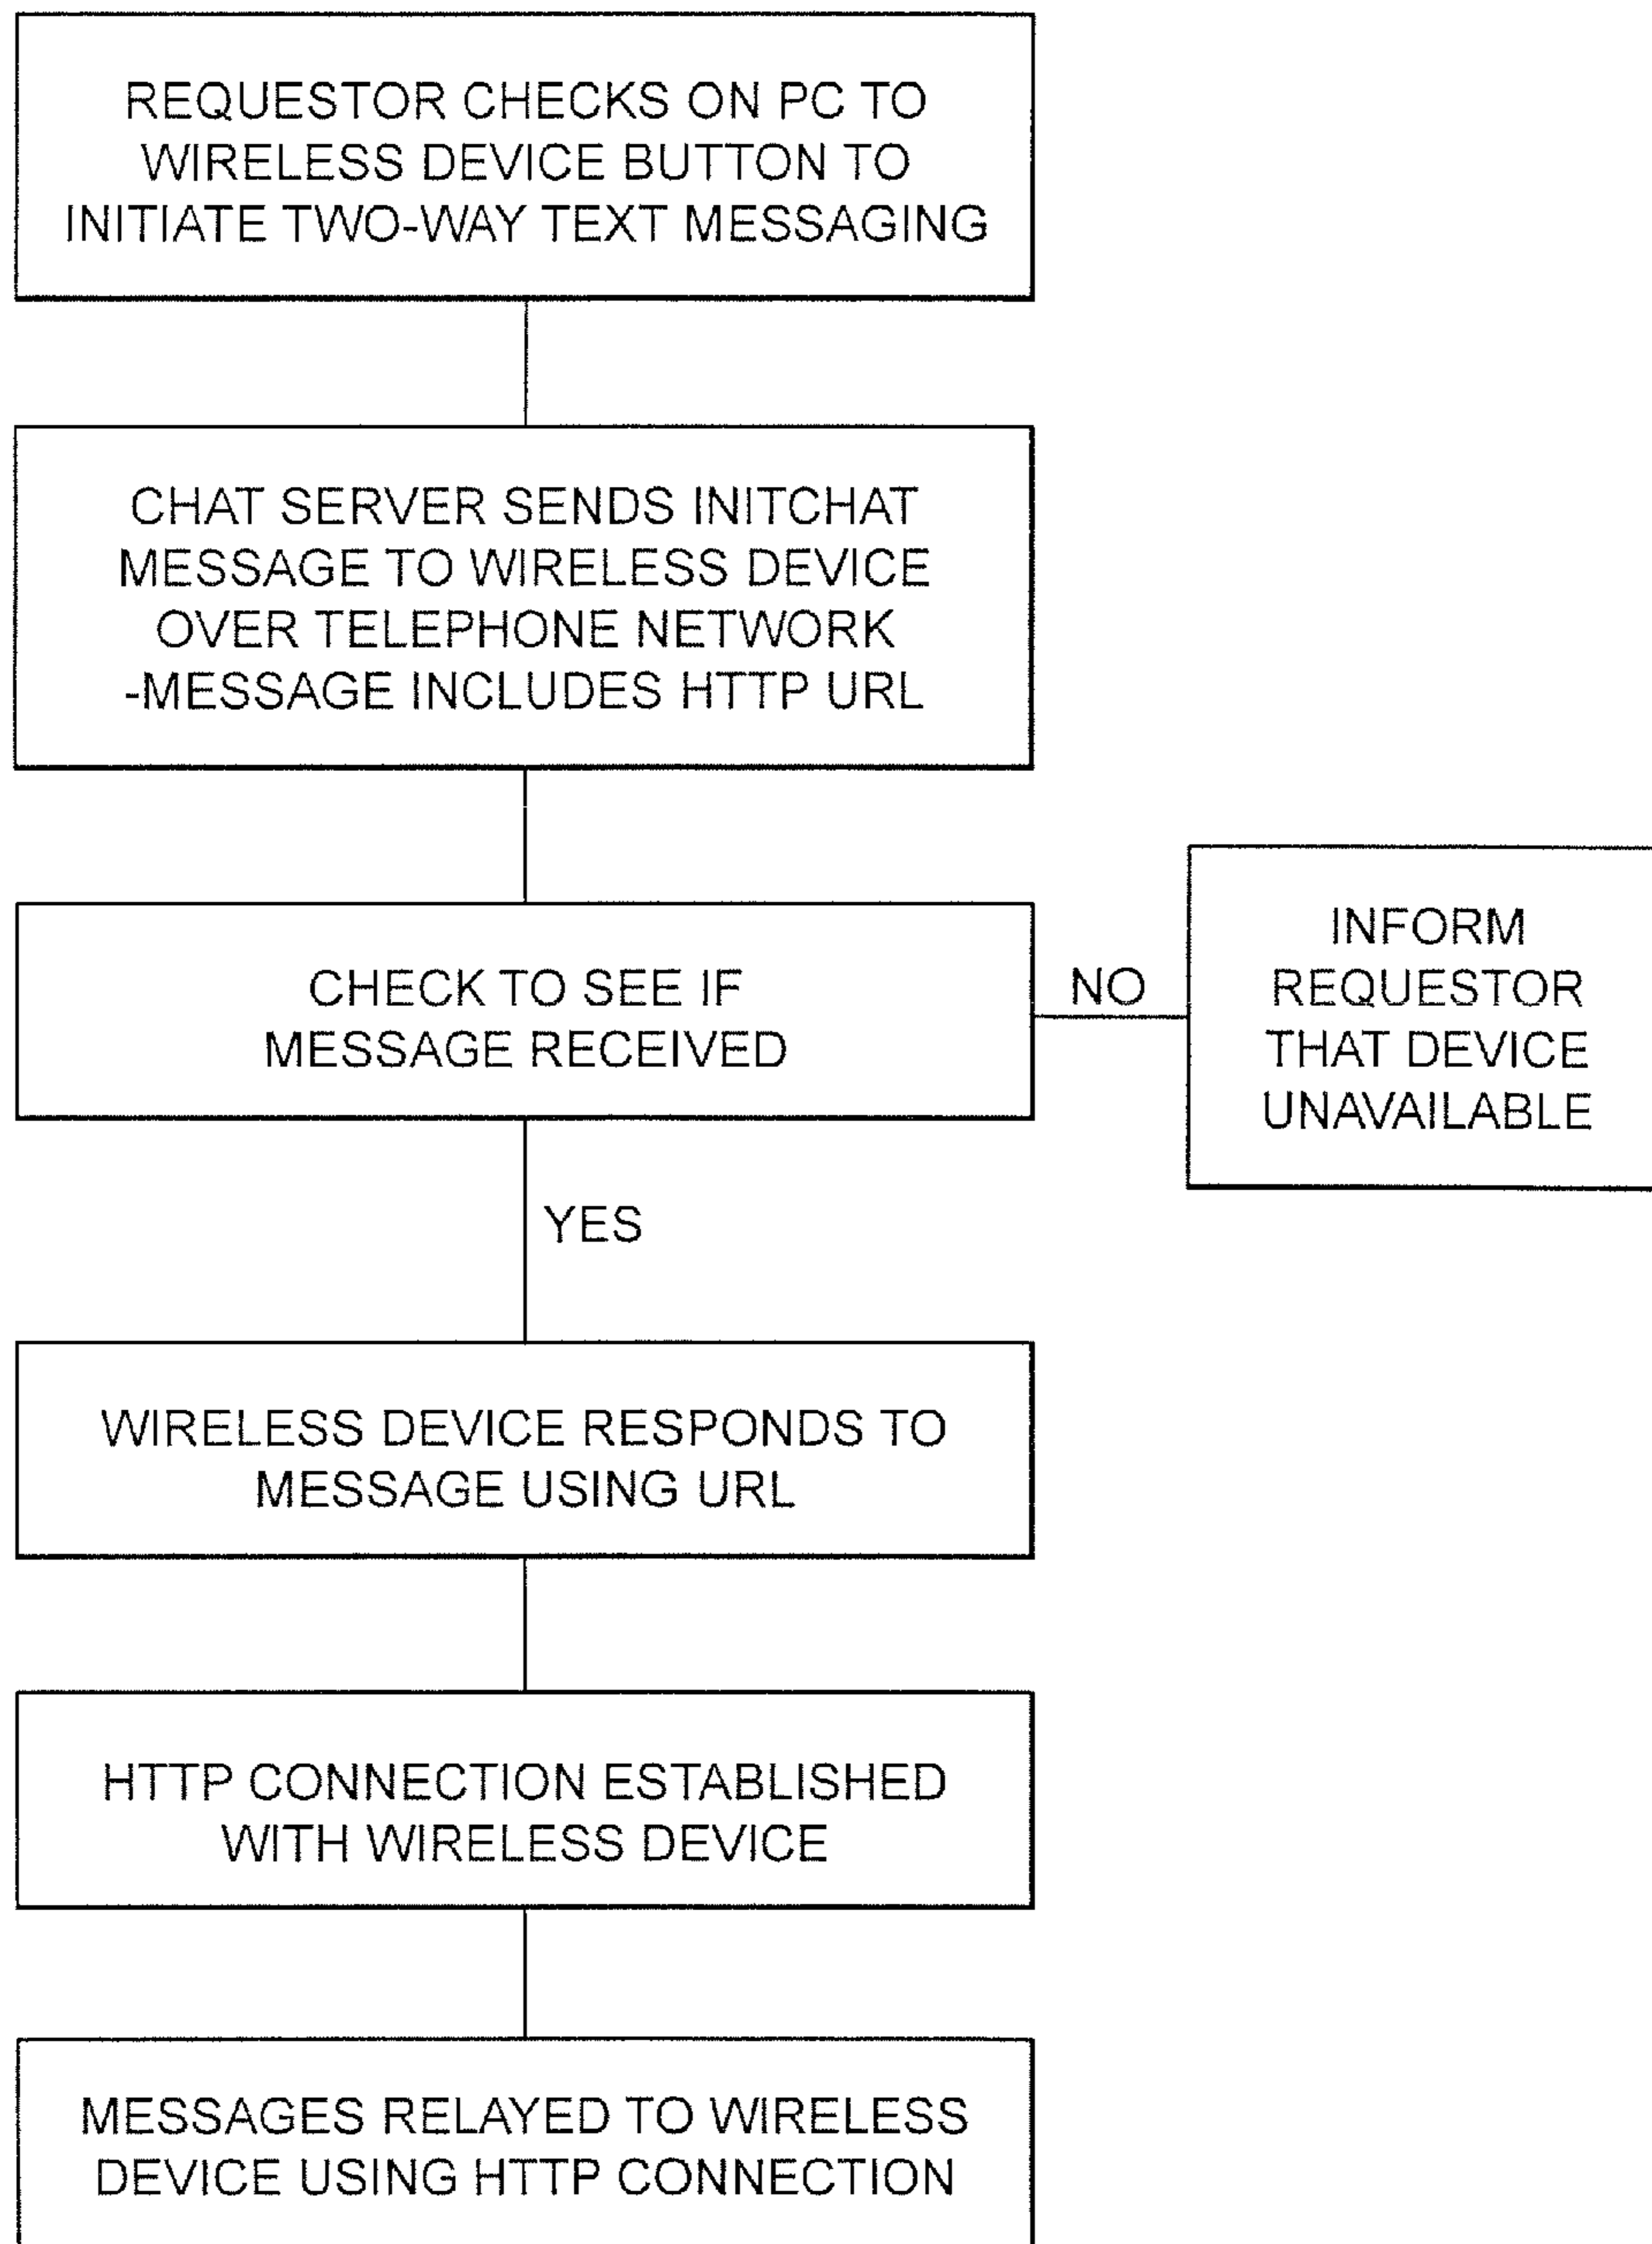 REQUESTOR CHECKS ON PC TO
WIRELESS DEVICE BUTTON TO
INITIATE TWO-WAY TEXT MESSAGING
CHAT SERVER SENDS INITCHAT
MESSAGE TO WIRELESS DEVICE
OVER TELEPHONE NETWORK
-MESSAGE INCLUDES HTTP URL
CHECK TO SEE IF
MESSAGE RECEIVED
NO
INFORM
REQUESTOR
THAT DEVICE
UNAVAILABLE
YES
WIRELESS DEVICE RESPONDS TO
MESSAGE USING URL
HTTP CONNECTION ESTABLISHED
WITH WIRELESS DEVICE
MESSAGES RELAYED TO WIRELESS
DEVICE USING HTTP CONNECTION